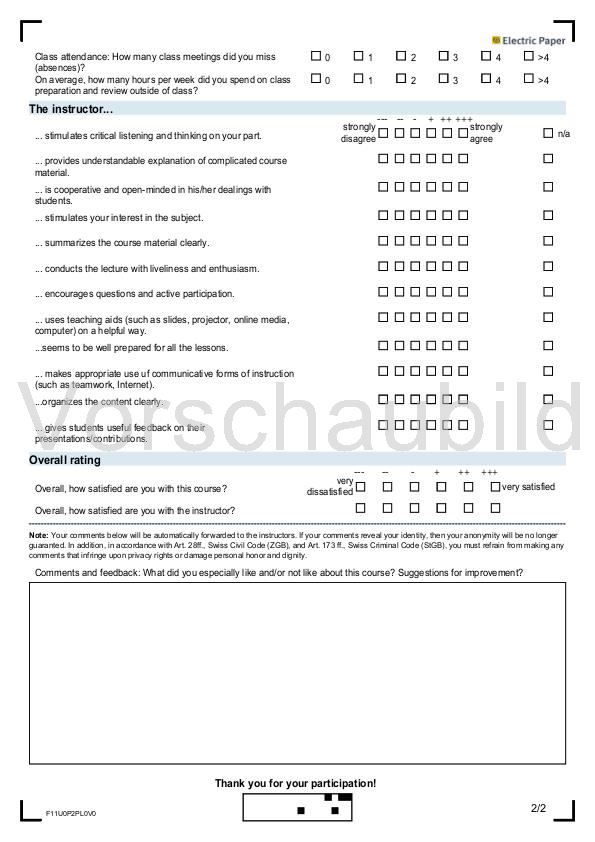 Electric Paper
Class attendance: How many class meetings did you miss 0 1 2 3 4 >4
(absences)?
On average, how many hours per week did you spend on class 0 1 2 3 4 >4
preparation and review outside of class?
The instructor...
--- -- - + ++ +++
... stimulates critical listening and thinking on your part. strongly disagree strongly agree n/a
... provides understandable explanation of complicated course
material.
... is cooperative and open-minded in his/her dealings with
students.
... stimulates your interest in the subject.
... summarizes the course material clearly.
... conducts the lecture with liveliness and enthusiasm.
... encourages questions and active participation.
... uses teaching aids (such as slides, projector, online media,
computer) on a helpful way.
...seems to be well prepared for all the lessons.
... makes appropriate use uf communicative forms of instruction
(such as teamwork, Internet).
...organizes the content clearly.
Vorschaubild
... gives students useful feedback on their
presentations/contributions.
Overall rating
--- -- - + ++ +++
Overall, how satisfied are you with this course? very dissatisfied very satisfied
Overall, how satisfied are you with the instructor?
Note: Your comments below will be automatically forwarded to the instructors. If your comments reveal your identity, then your anonymity will be no longer
guranted. In addition, in accordance with Art. 28ff., Swiss Civil Code (ZGB), and Art. 173 ff., Swiss Criminal Code (StGB), you must refrain from making any
comments that infringe upon privacy rights or damage personal honor and dignity.
Comments and feedback: What did you especially like and/or not like about this course? Suggestions for improvement?
Thank you for your participation!
F11U0P2PL0V0
2/2